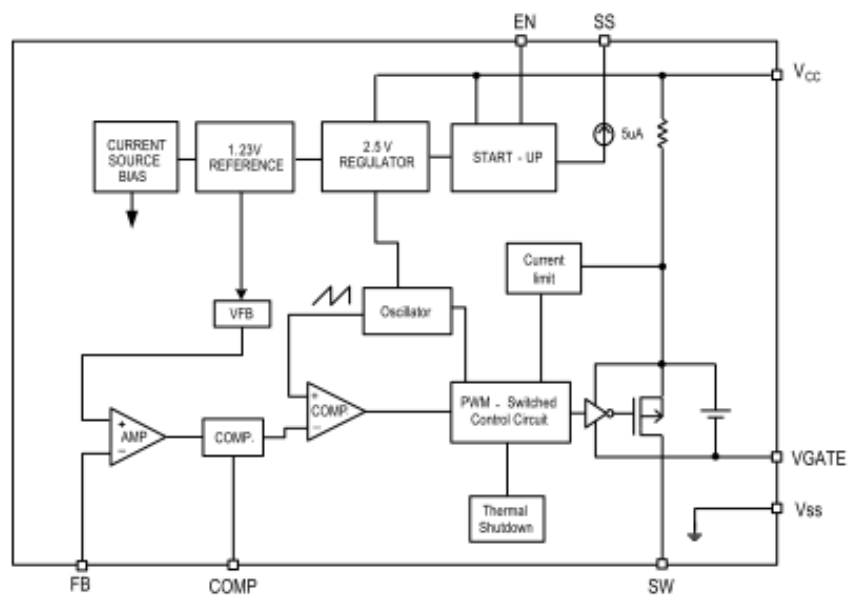 EN
SS
VCC
CURRENT
SOURCE
BIAS
1.23V
REFERENCE
2.5 V
REGULATOR
START - UP
5uA
Current
limit
VFB
Oscillator
+
AMP
−
COMP.
+
COMP.
−
PWM - Switched
Control Circuit
VGATE
Thermal
Shutdown
Vss
FB
COMP
SW